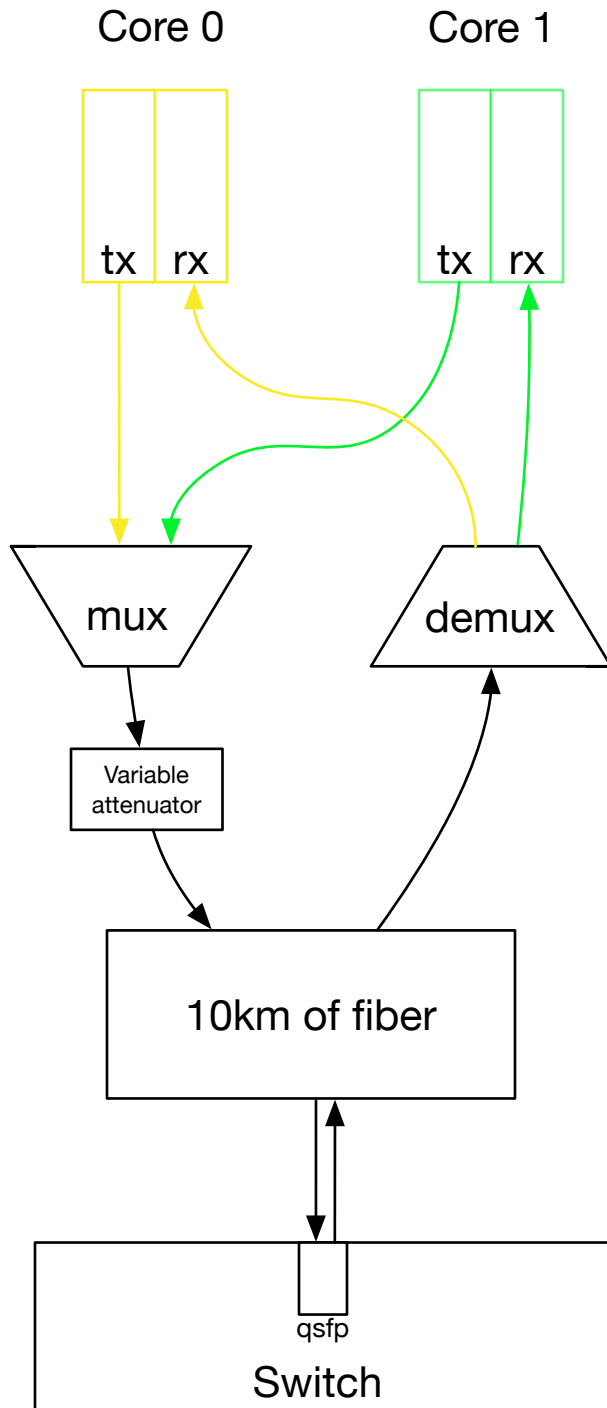 Core 0
Core 1
tx
rx
tx
rx
mux
demux
Variable
attenuator
10km of fiber
qsfp
Switch